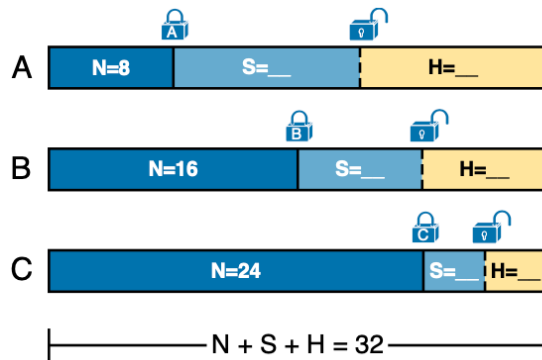 A
A N=8 S=__ H=__
B
B N=16 S=__ H=__
C
C N=24 S=__ H=__
N + S + H = 32